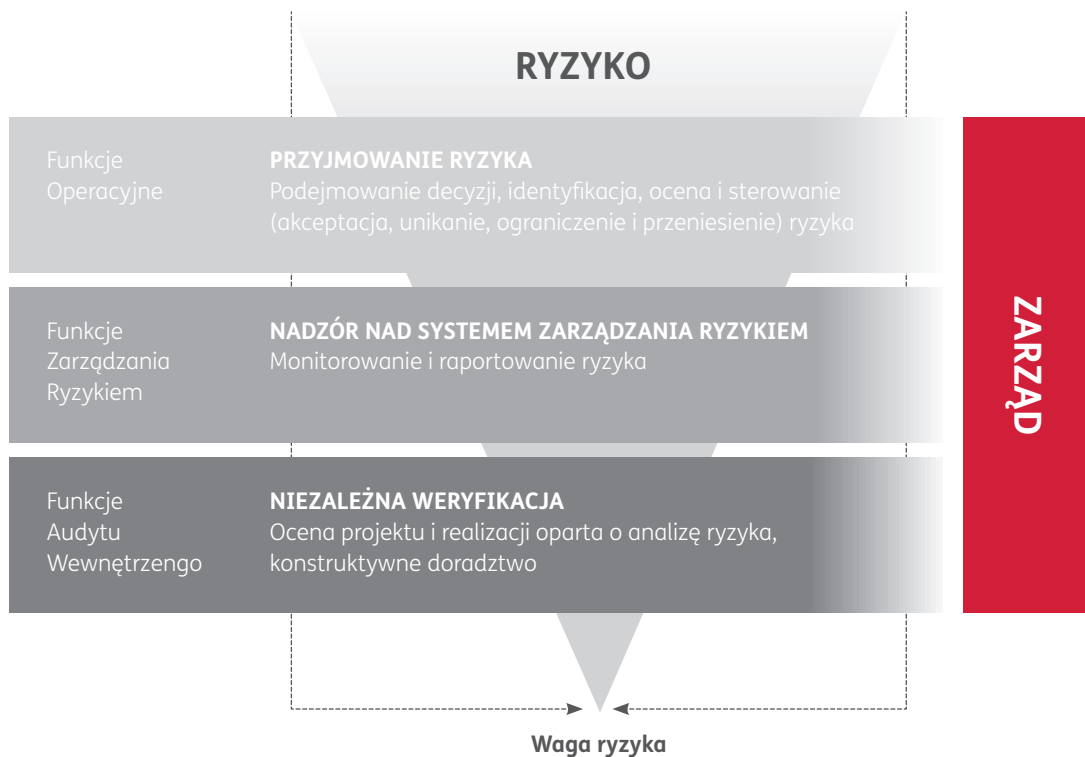 RYZYKO
Funkcje
Operacyjne
PRZYJMOWANIE RYZYKA
Podejmowanie decyzji, identyfikacja, ocena i sterowanie
(akceptacja, unikanie, ograniczenie i przeniesienie) ryzyka
Funkcje
Zarządzania
Ryzykiem
NADZÓR NAD SYSTEMEM ZARZĄDZANIA RYZYKIEM
Monitorowanie i raportowanie ryzyka
Funkcje
Audytu
Wewnętrzengo
NIEZALEŻNA WERYFIKACJA
Ocena projektu i realizacji oparta o analizę ryzyka,
konstruktywne doradztwo
ZARZĄD
Waga ryzyka